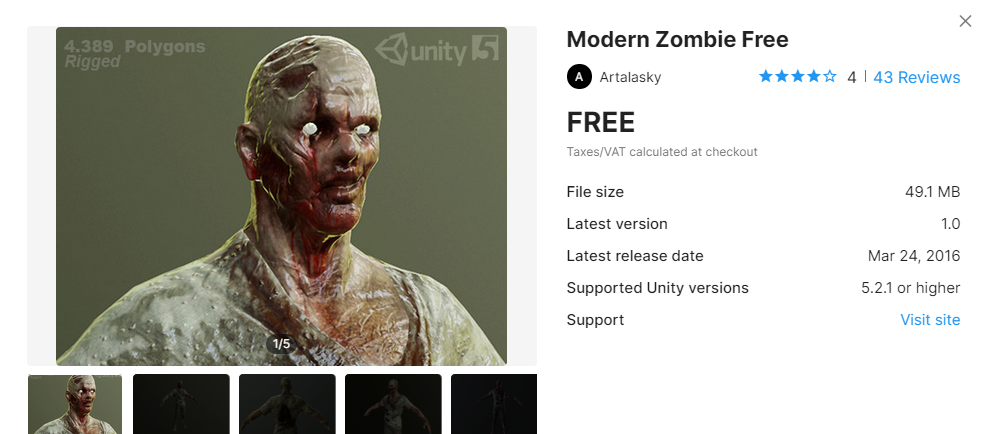 4.389 Polygons
Rigged
unity 5
1/5
Modern Zombie Free
A Artalasky
4 | 43 Reviews
FREE
Taxes/VAT calculated at checkout
File size 49.1 MB
Latest version 1.0
Latest release date Mar 24, 2016
Supported Unity versions 5.2.1 or higher
Support Visit site